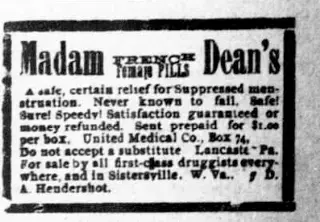 Madam FRENCH Female PILLS Dean's
A safe, certain relief for Suppressed men-
struation. Never known to fail. Safe!
Sure! Speedy! Satisfaction guaranteed or
money refunded. Sent prepaid for $1.00
per box. United Medical Co., Box 74,
Do not accept a substitute Lancaste Pa.
For sale by all first-class druggists every-
where, and in Sistersville. W. Va., D
A. Hendershot.